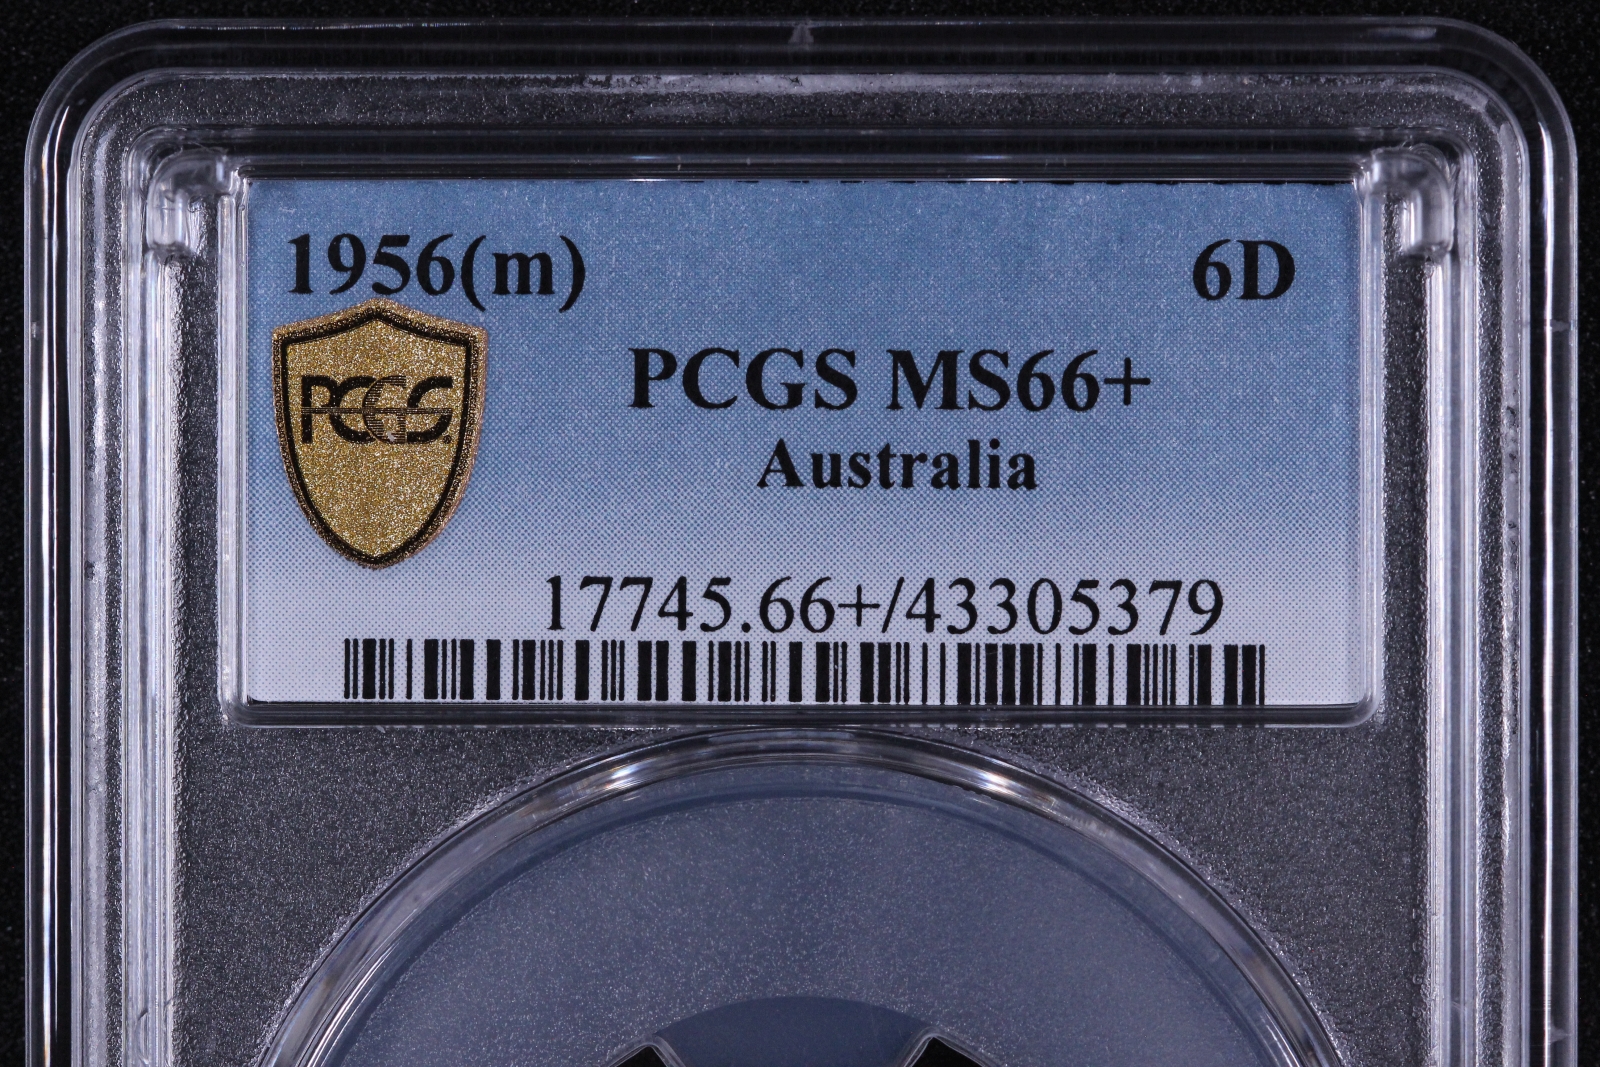 1956(m) 6D
PCGS MS66+
PCGS
Australia
17745.66+/43305379